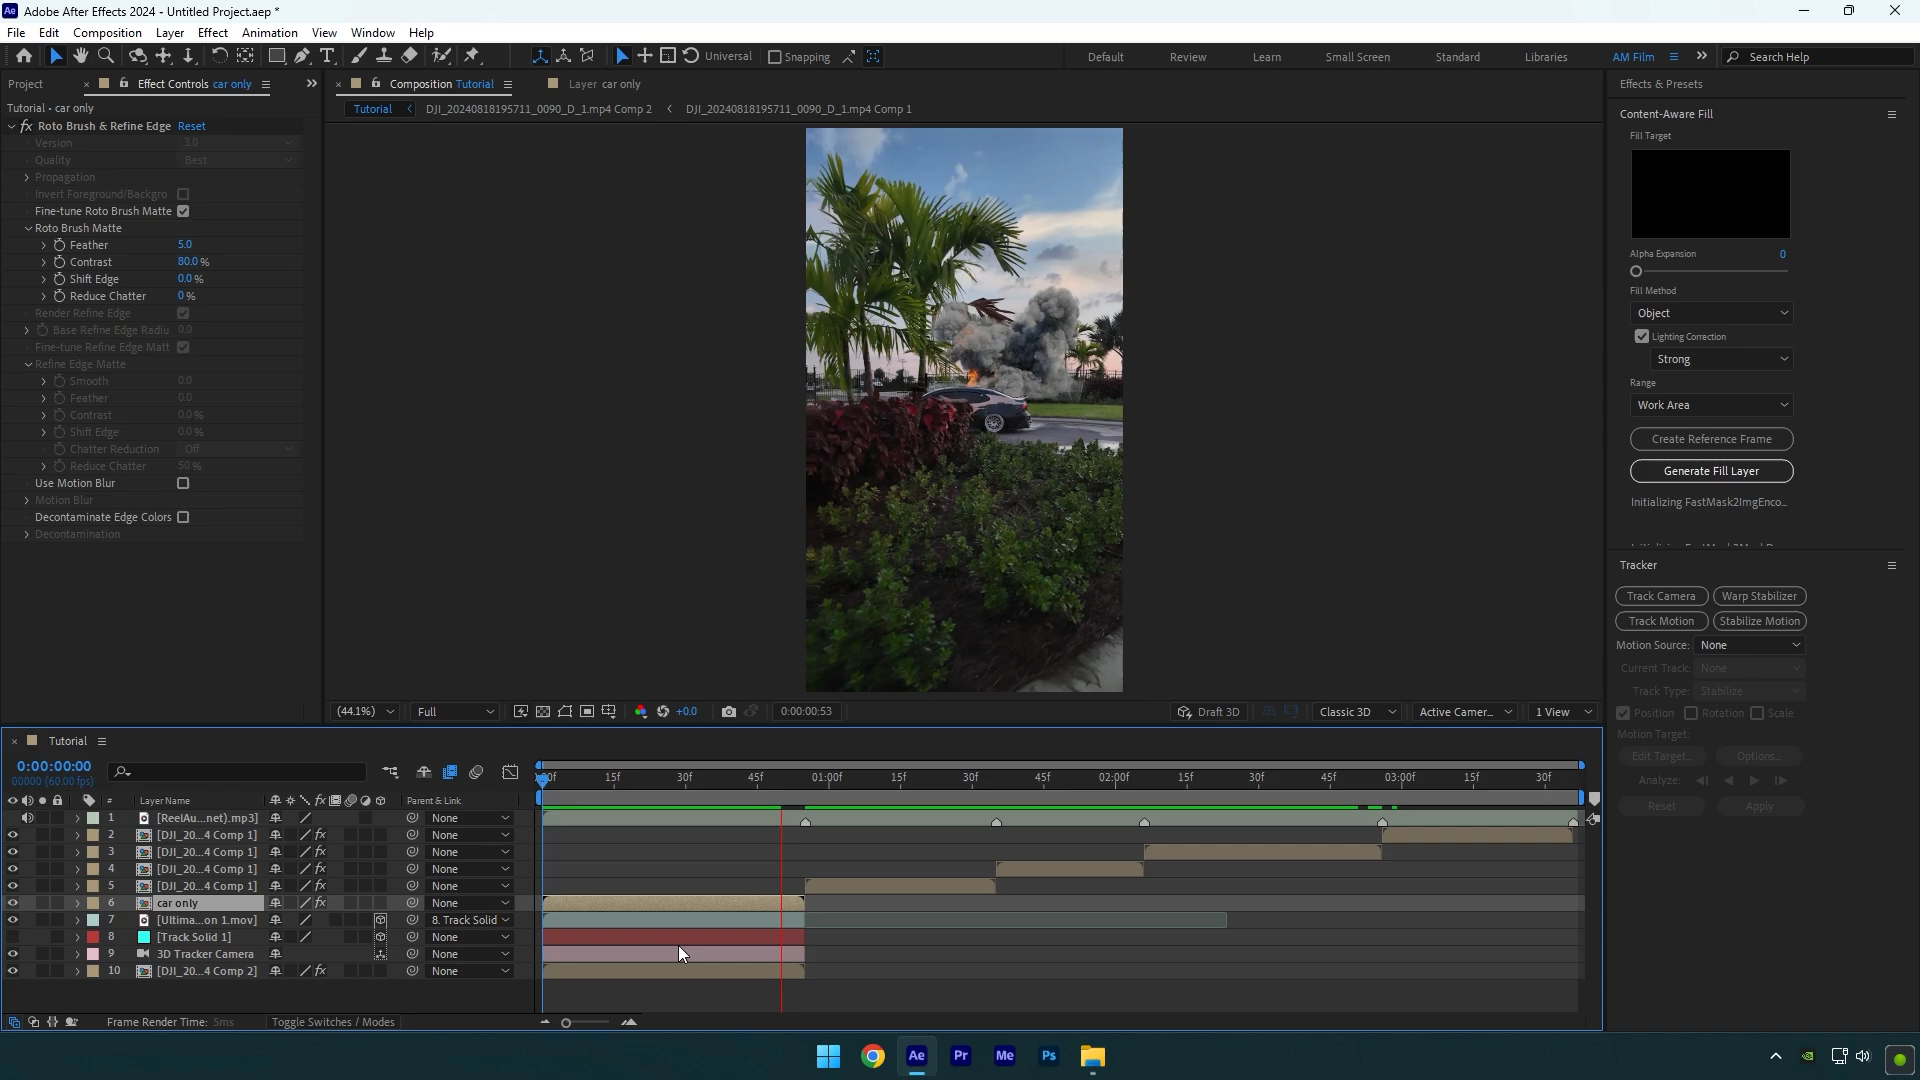 Adobe After Effects 2024 - Untitled Project.aep *
File Edit Composition Layer Effect Animation View Window Help
Universal Snapping Default Review Learn Small Screen Standard Libraries AM Film Search Help
Project Effect Controls car only
Composition Tutorial Layer car only
Tutorial • car only
Tutorial DJI_20240818195711_0090_D_1.mp4 Comp 2 DJI_20240818195711_0090_D_1.mp4 Comp 1
fx Roto Brush & Refine Edge Reset
Version 3.0
Quality Best
Propagation
Invert Foreground/Backgro
Fine-tune Roto Brush Matte
Roto Brush Matte
Feather 5.0
Contrast 80.0 %
Shift Edge 0.0 %
Reduce Chatter 0 %
Render Refine Edge
Base Refine Edge Radiu 0.0
Fine-tune Refine Edge Matt
Refine Edge Matte
Smooth 0.0
Feather 0.0
Contrast 0.0 %
Shift Edge 0.0 %
Chatter Reduction Off
Reduce Chatter 50 %
Use Motion Blur
Motion Blur
Decontaminate Edge Colors
Decontamination
(44.1%) Full +0.0 0:00:00:53 Draft 3D Classic 3D Active Camer... 1 View
Effects & Presets
Content-Aware Fill
Fill Target
Alpha Expansion 0
Fill Method
Object
Lighting Correction
Strong
Range
Work Area
Create Reference Frame
Generate Fill Layer
Initializing FastMask2ImgEnco...
Tracker
Track Camera Warp Stabilizer
Track Motion Stabilize Motion
Motion Source: None
Current Track: None
Track Type: Stabilize
Position Rotation Scale
Motion Target:
Edit Target... Options...
Analyze:
Reset Apply
Tutorial
0:00:00:00
00000 (60.00 fps)
15f 30f 45f 01:00f 15f 30f 45f 02:00f 15f 30f 45f 03:00f 15f 30f
# Layer Name fx Parent & Link
1 [ReelAu...net).mp3] None
2 [DJI_20...4 Comp 1] fx None
3 [DJI_20...4 Comp 1] fx None
4 [DJI_20...4 Comp 1] fx None
5 [DJI_20...4 Comp 1] fx None
6 car only fx None
7 [Ultima...on 1.mov] 8. Track Solid
8 [Track Solid 1] None
9 3D Tracker Camera None
10 [DJI_20...4 Comp 2] fx None
Frame Render Time: 5ms Toggle Switches / Modes
Ae Pr Me Ps